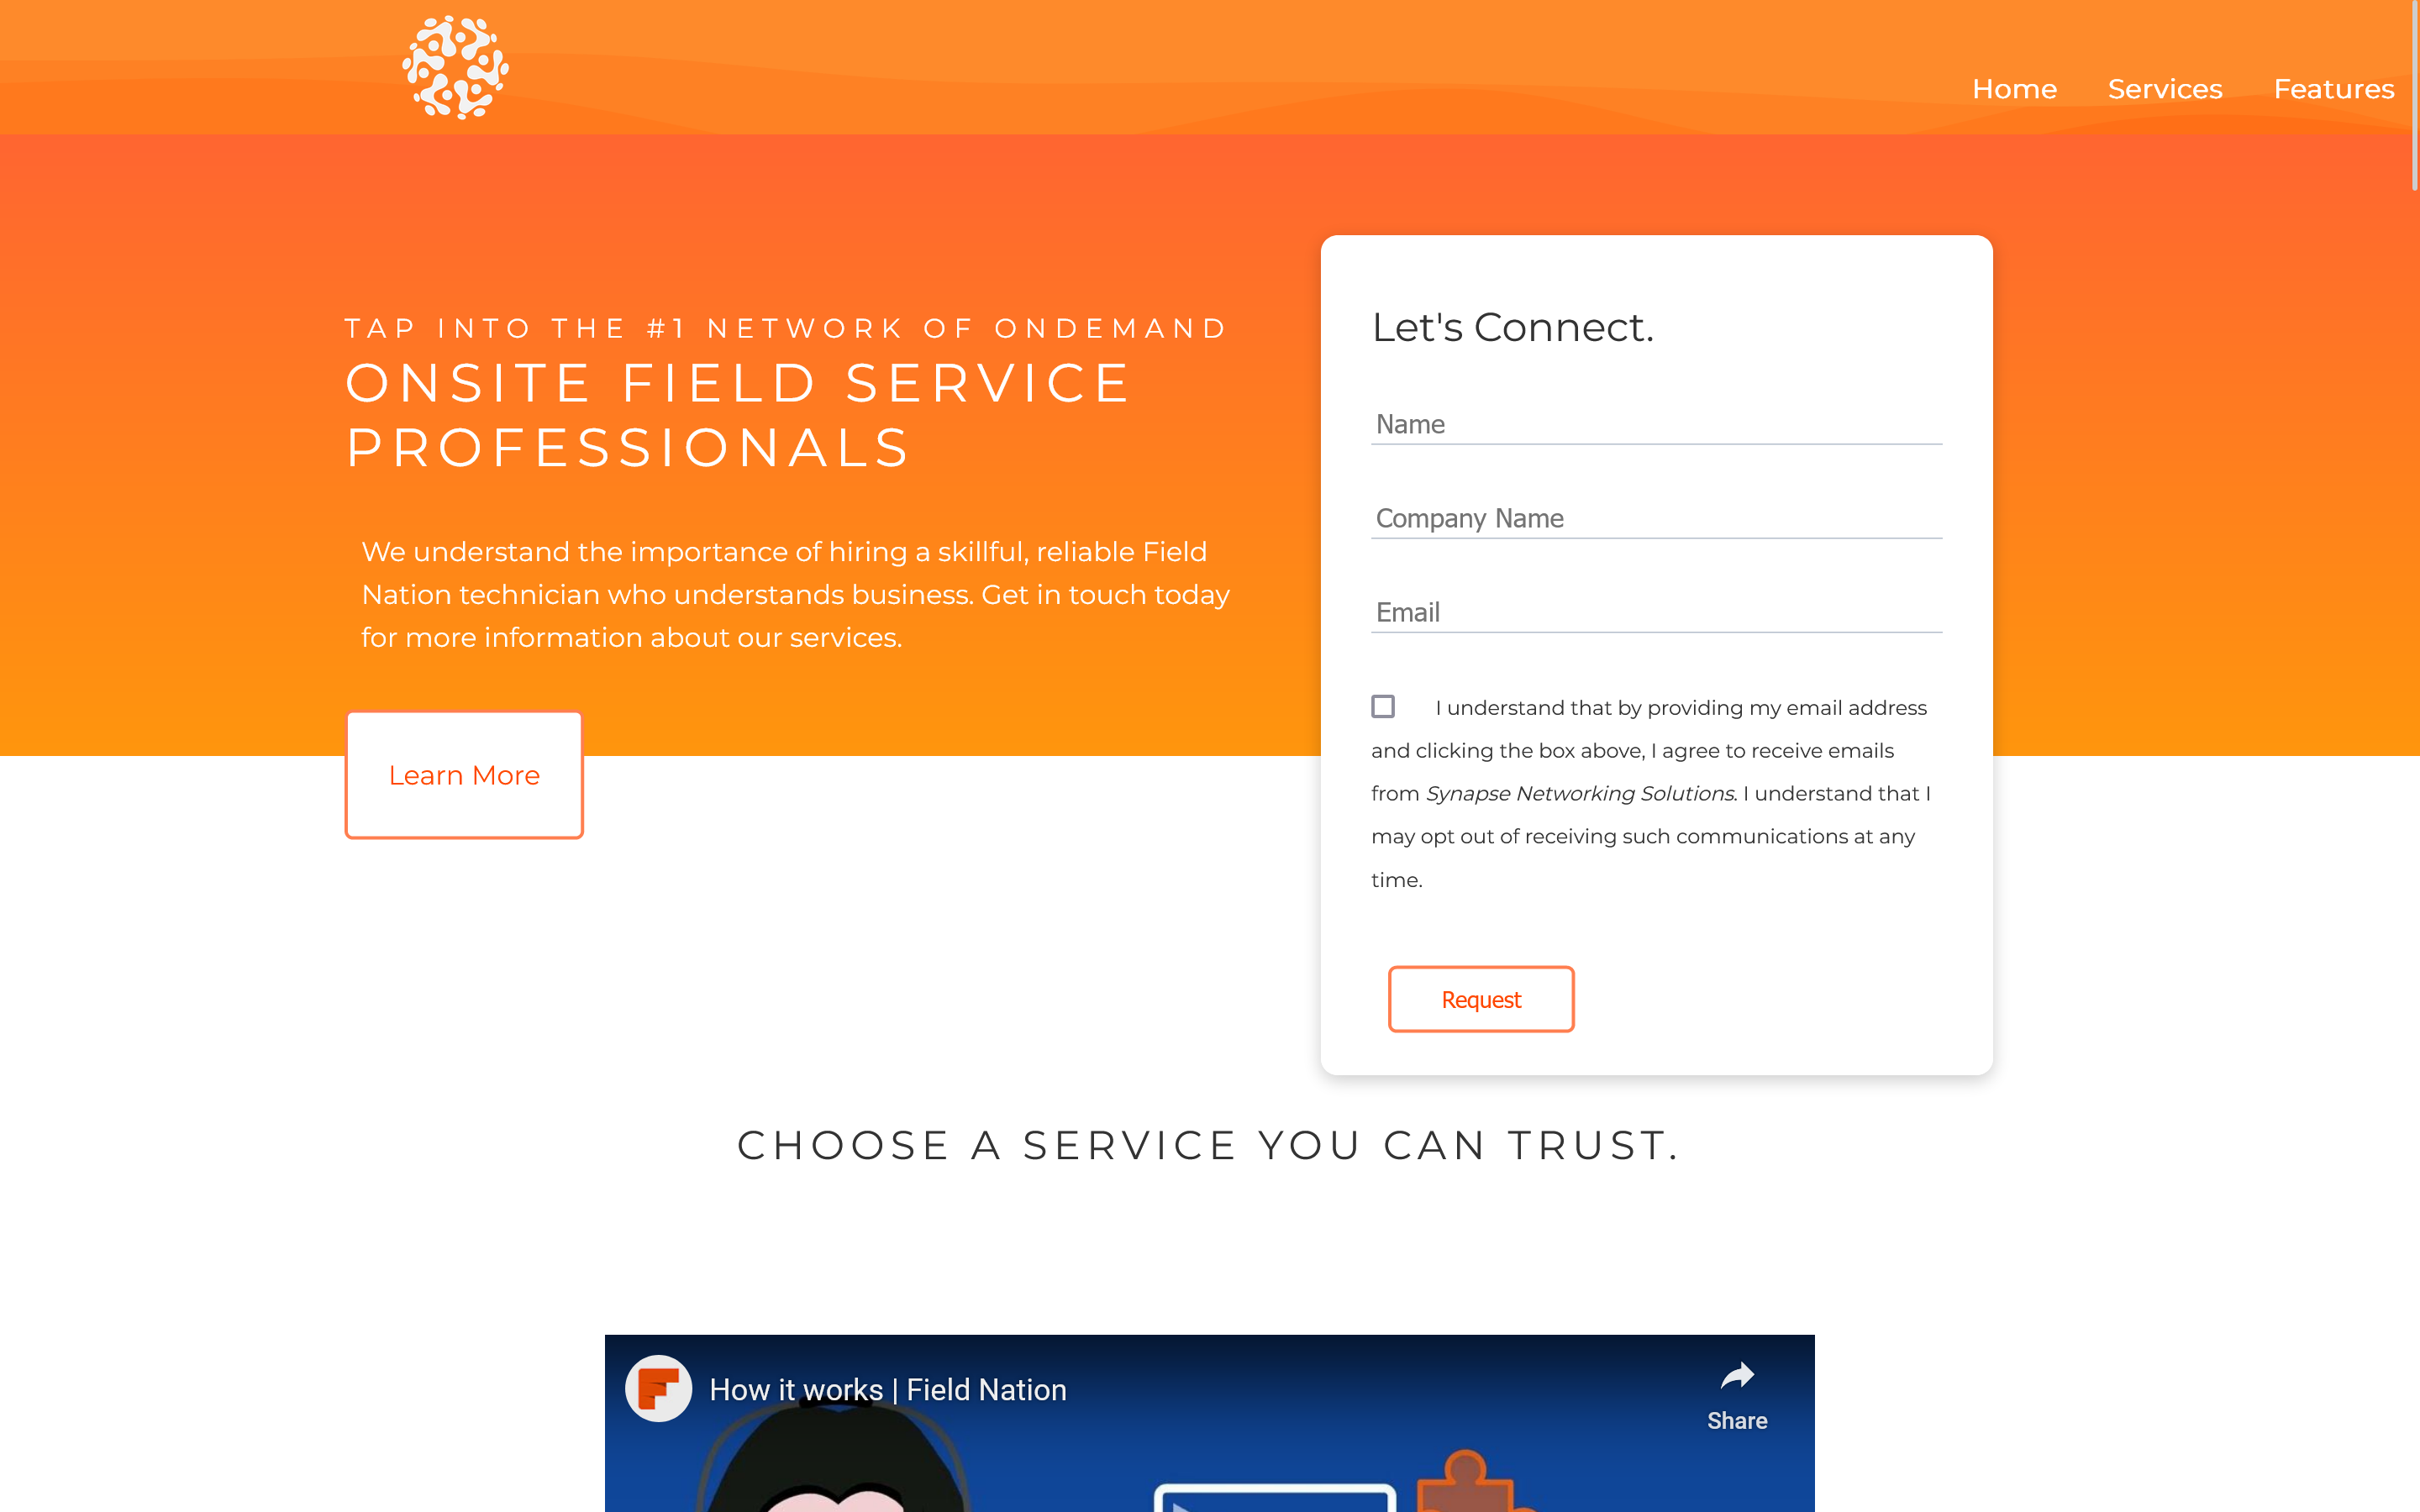 Home Services Features
TAP INTO THE #1 NETWORK OF ONDEMAND
ONSITE FIELD SERVICE
PROFESSIONALS
We understand the importance of hiring a skillful, reliable Field
Nation technician who understands business. Get in touch today
for more information about our services.
Learn More
Let's Connect.
Name
Company Name
Email
I understand that by providing my email address
and clicking the box above, I agree to receive emails
from Synapse Networking Solutions. I understand that I
may opt out of receiving such communications at any
time.
Request
CHOOSE A SERVICE YOU CAN TRUST.
How it works | Field Nation
Share